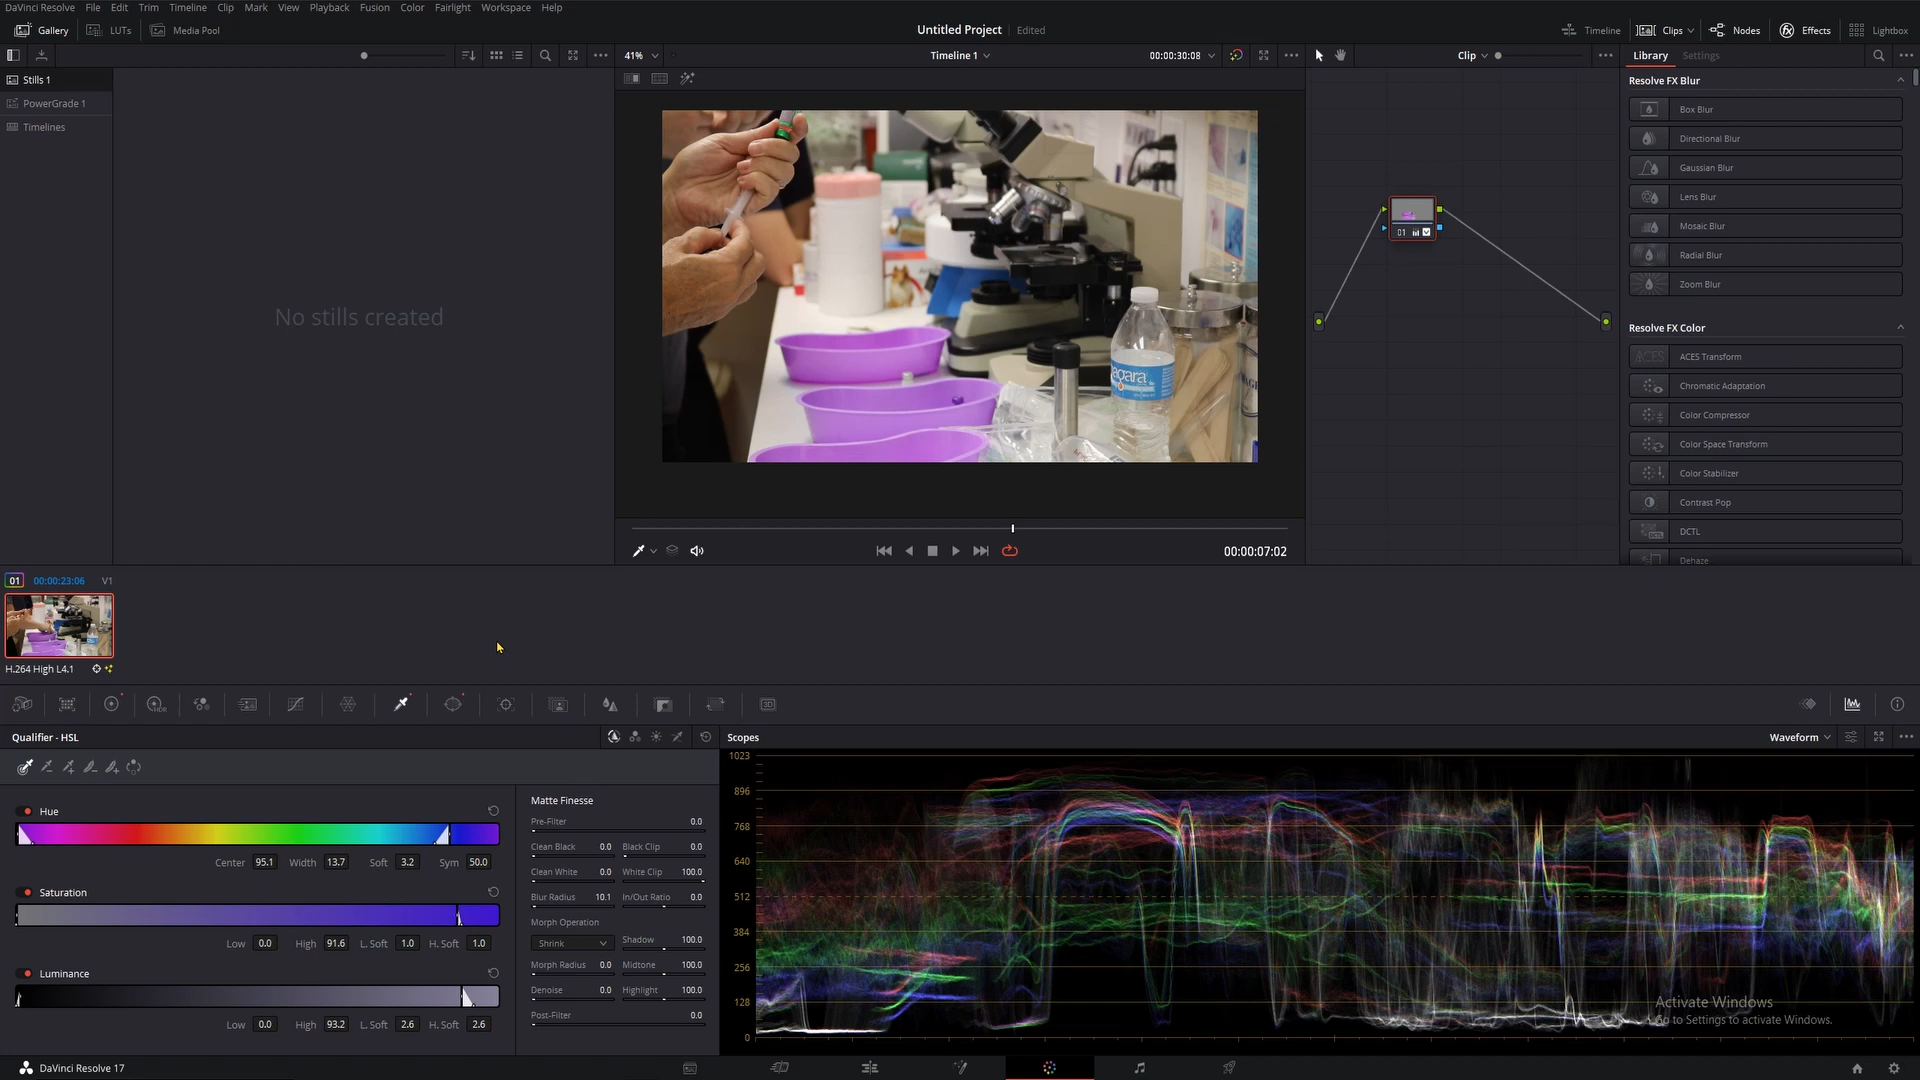 DaVinci Resolve File Edit Trim Timeline Clip Mark View Playback Fusion Color Fairlight Workspace Help
Gallery LUTs Media Pool Untitled Project Edited Timeline Clips Nodes Effects Lightbox
41% Timeline 1 00:00:30:08 Clip Library Settings
Stills 1
PowerGrade 1
Timelines
No stills created
agara
Resolve FX Blur
Box Blur
Directional Blur
Gaussian Blur
Lens Blur
Mosaic Blur
Radial Blur
Zoom Blur
Resolve FX Color
ACES Transform
Chromatic Adaptation
Color Compressor
Color Space Transform
Color Stabilizer
Contrast Pop
DCTL
Dehaze
01
00:00:07:02
01 00:00:23:06 V1
H.264 High L4.1
HDR
3D
Qualifier - HSL
Hue
Center 95.1 Width 13.7 Soft 3.2 Sym 50.0
Saturation
Low 0.0 High 91.6 L. Soft 1.0 H. Soft 1.0
Luminance
Low 0.0 High 93.2 L. Soft 2.6 H. Soft 2.6
Matte Finesse
Pre-Filter 0.0
Clean Black 0.0 Black Clip 0.0
Clean White 0.0 White Clip 100.0
Blur Radius 10.1 In/Out Ratio 0.0
Morph Operation
Shrink Shadow 100.0
Morph Radius 0.0 Midtone 100.0
Denoise 0.0 Highlight 100.0
Post-Filter 0.0
Scopes Waveform
1023
896
768
640
512
384
256
128
0
Activate Windows
Go to Settings to activate Windows.
DaVinci Resolve 17